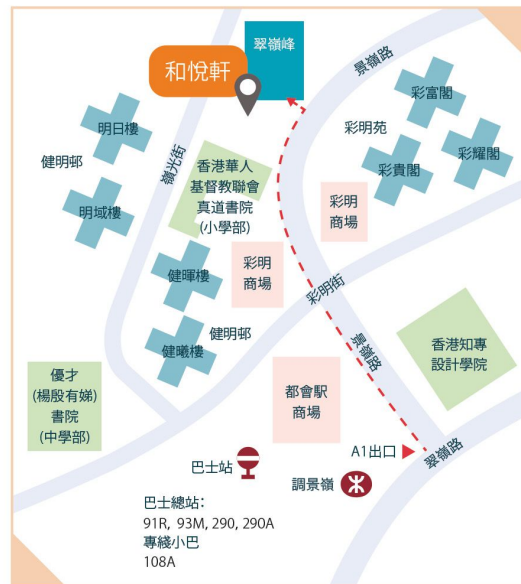 翠嶺峰
和悅軒
景嶺路
彩富閣
明日樓
彩明苑
彩耀閣
健明邨
嶺光街
香港華人
基督教聯會
真道書院
(小學部)
彩貴閣
明域樓
彩明
商場
彩明
商場
健暉樓
彩明街
健明邨
健曦樓
景嶺路
香港知專
設計學院
優才
(楊殷有娣)
書院
(中學部)
都會駅
商場
A1出口
翠嶺路
巴士站
調景嶺
巴士總站：
91R, 93M, 290, 290A
專綫小巴
108A